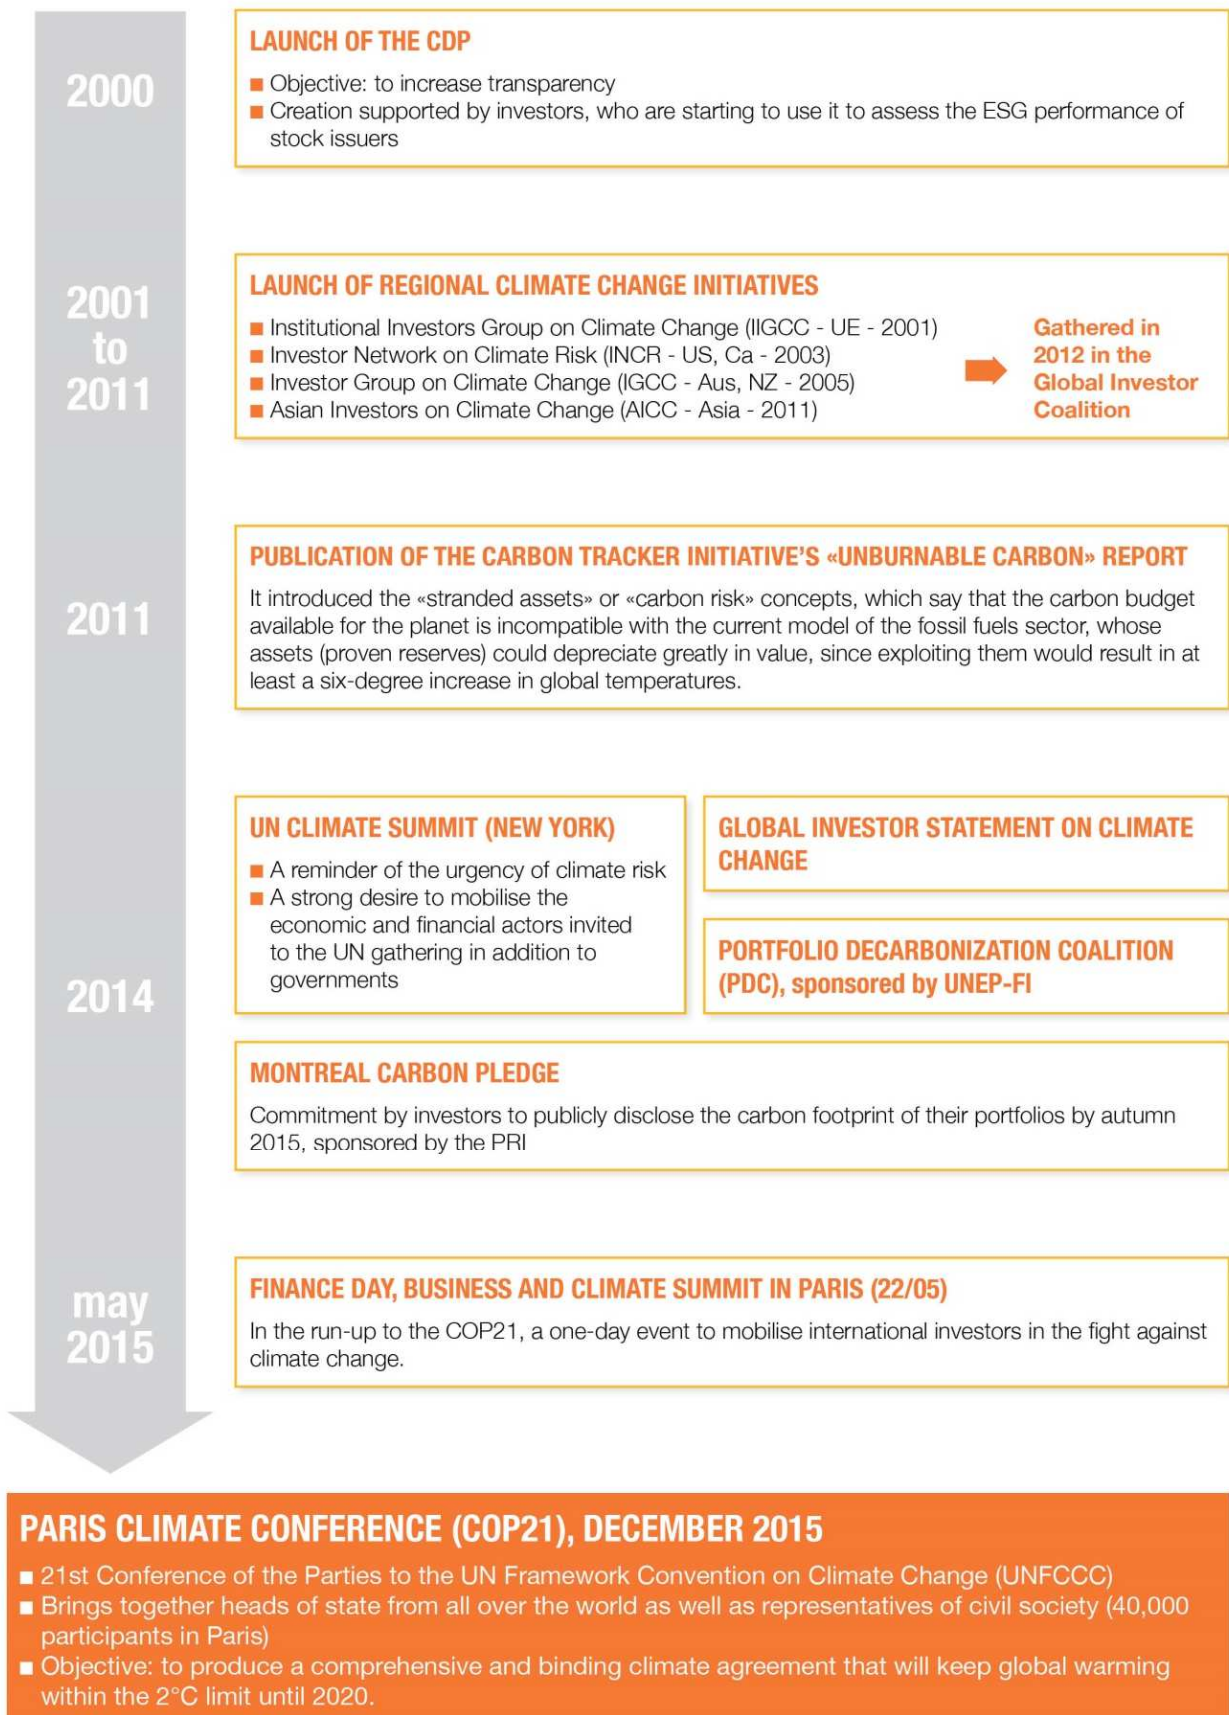 2000
LAUNCH OF THE CDP
■ Objective: to increase transparency
■ Creation supported by investors, who are starting to use it to assess the ESG performance of
stock issuers
2001
to
2011
LAUNCH OF REGIONAL CLIMATE CHANGE INITIATIVES
■ Institutional Investors Group on Climate Change (IIGCC - UE - 2001)
■ Investor Network on Climate Risk (INCR - US, Ca - 2003)
■ Investor Group on Climate Change (IGCC - Aus, NZ - 2005)
■ Asian Investors on Climate Change (AICC - Asia - 2011)
Gathered in
2012 in the
Global Investor
Coalition
2011
PUBLICATION OF THE CARBON TRACKER INITIATIVE'S «UNBURNABLE CARBON» REPORT
It introduced the «stranded assets» or «carbon risk» concepts, which say that the carbon budget
available for the planet is incompatible with the current model of the fossil fuels sector, whose
assets (proven reserves) could depreciate greatly in value, since exploiting them would result in at
least a six-degree increase in global temperatures.
2014
UN CLIMATE SUMMIT (NEW YORK)
■ A reminder of the urgency of climate risk
■ A strong desire to mobilise the
economic and financial actors invited
to the UN gathering in addition to
governments
GLOBAL INVESTOR STATEMENT ON CLIMATE
CHANGE
PORTFOLIO DECARBONIZATION COALITION
(PDC), sponsored by UNEP-FI
MONTREAL CARBON PLEDGE
Commitment by investors to publicly disclose the carbon footprint of their portfolios by autumn
2015, sponsored by the PRI
may
2015
FINANCE DAY, BUSINESS AND CLIMATE SUMMIT IN PARIS (22/05)
In the run-up to the COP21, a one-day event to mobilise international investors in the fight against
climate change.
PARIS CLIMATE CONFERENCE (COP21), DECEMBER 2015
■ 21st Conference of the Parties to the UN Framework Convention on Climate Change (UNFCCC)
■ Brings together heads of state from all over the world as well as representatives of civil society (40,000
participants in Paris)
■ Objective: to produce a comprehensive and binding climate agreement that will keep global warming
within the 2°C limit until 2020.